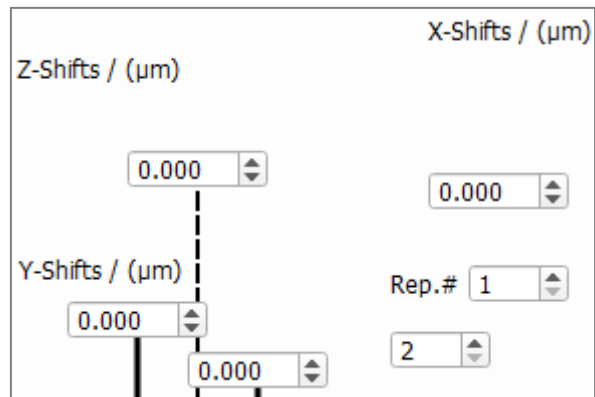 X-Shifts / (µm)
Z-Shifts / (µm)
0.000
0.000
Y-Shifts / (µm)
Rep.# 1
0.000
2
0.000